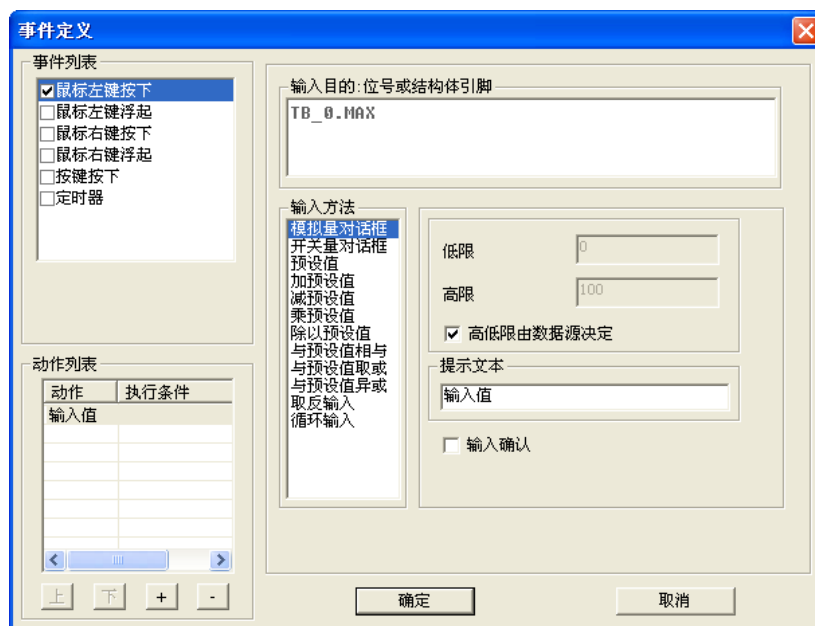 事件定义
事件列表
鼠标左键按下
鼠标左键浮起
鼠标右键按下
鼠标右键浮起
按键按下
定时器
动作列表
动作 执行条件
输入值
上 下 + -
输入目的:位号或结构体引脚
TB_0.MAX
输入方法
模拟量对话框
开关量对话框
预设值
加预设值
减预设值
乘预设值
除以预设值
与预设值相与
与预设值取或
与预设值异或
取反输入
循环输入
低限 0
高限 100
高低限由数据源决定
提示文本
输入值
输入确认
确定 取消